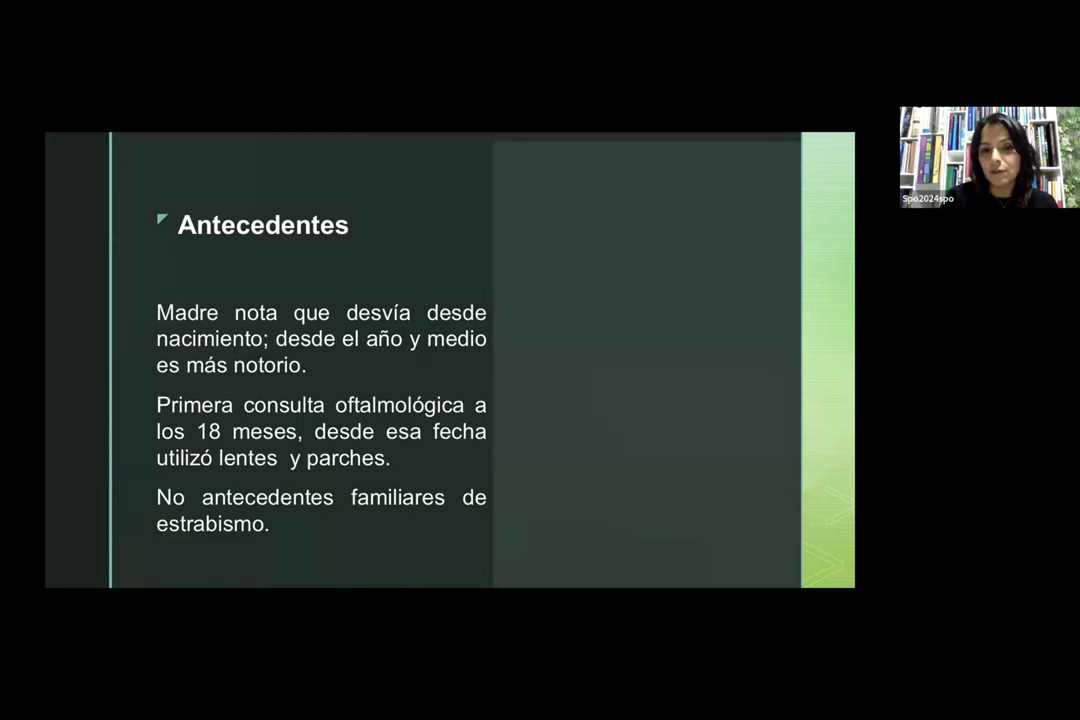 Antecedentes
Madre nota que desvía desde
nacimiento; desde el año y medio
es más notorio.
Primera consulta oftalmológica a
los 18 meses, desde esa fecha
utilizó lentes y parches.
No antecedentes familiares de
estrabismo.
Spo2024spo